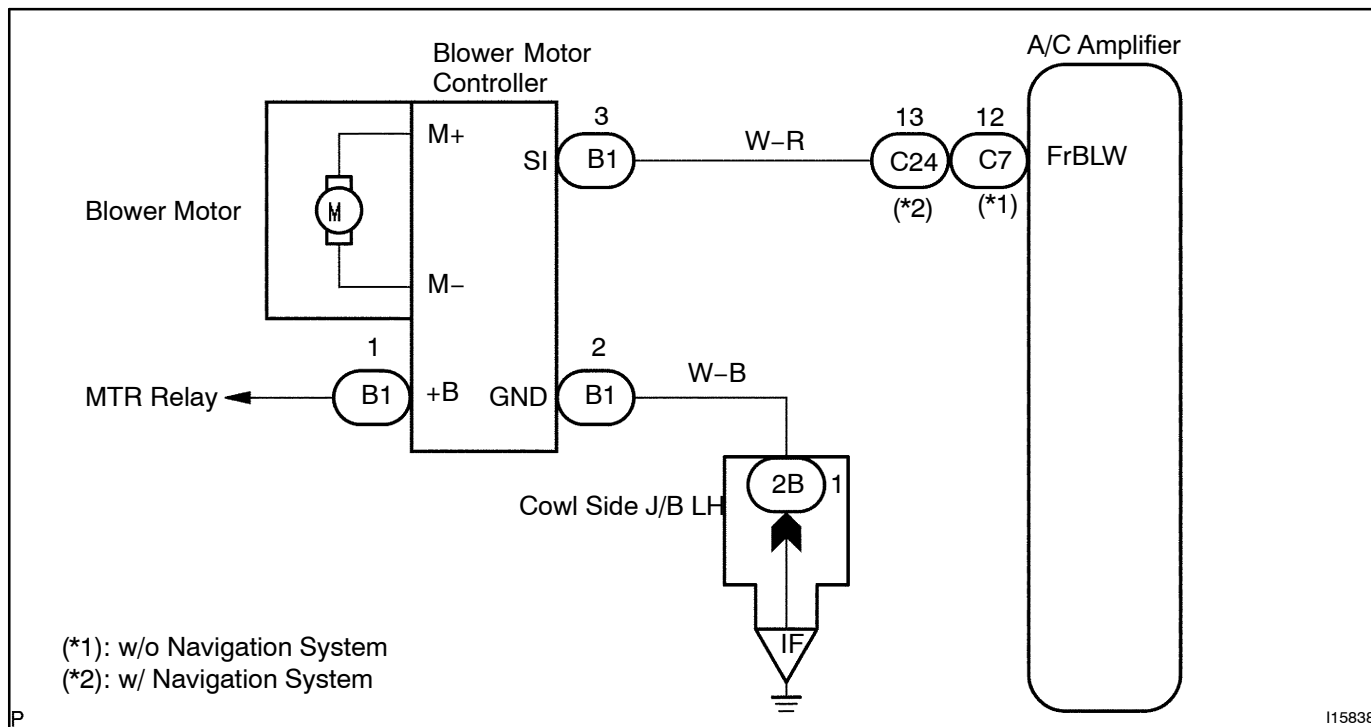 A/C Amplifier
Blower Motor
Controller
M+
SI
3
B1
W–R
13
C24
(*2)
12
C7
(*1)
FrBLW
Blower Motor
M
M–
MTR Relay
1
B1
+B
GND
2
B1
W–B
Cowl Side J/B LH
2B
1
IF
(*1): w/o Navigation System
(*2): w/ Navigation System
P
I15838